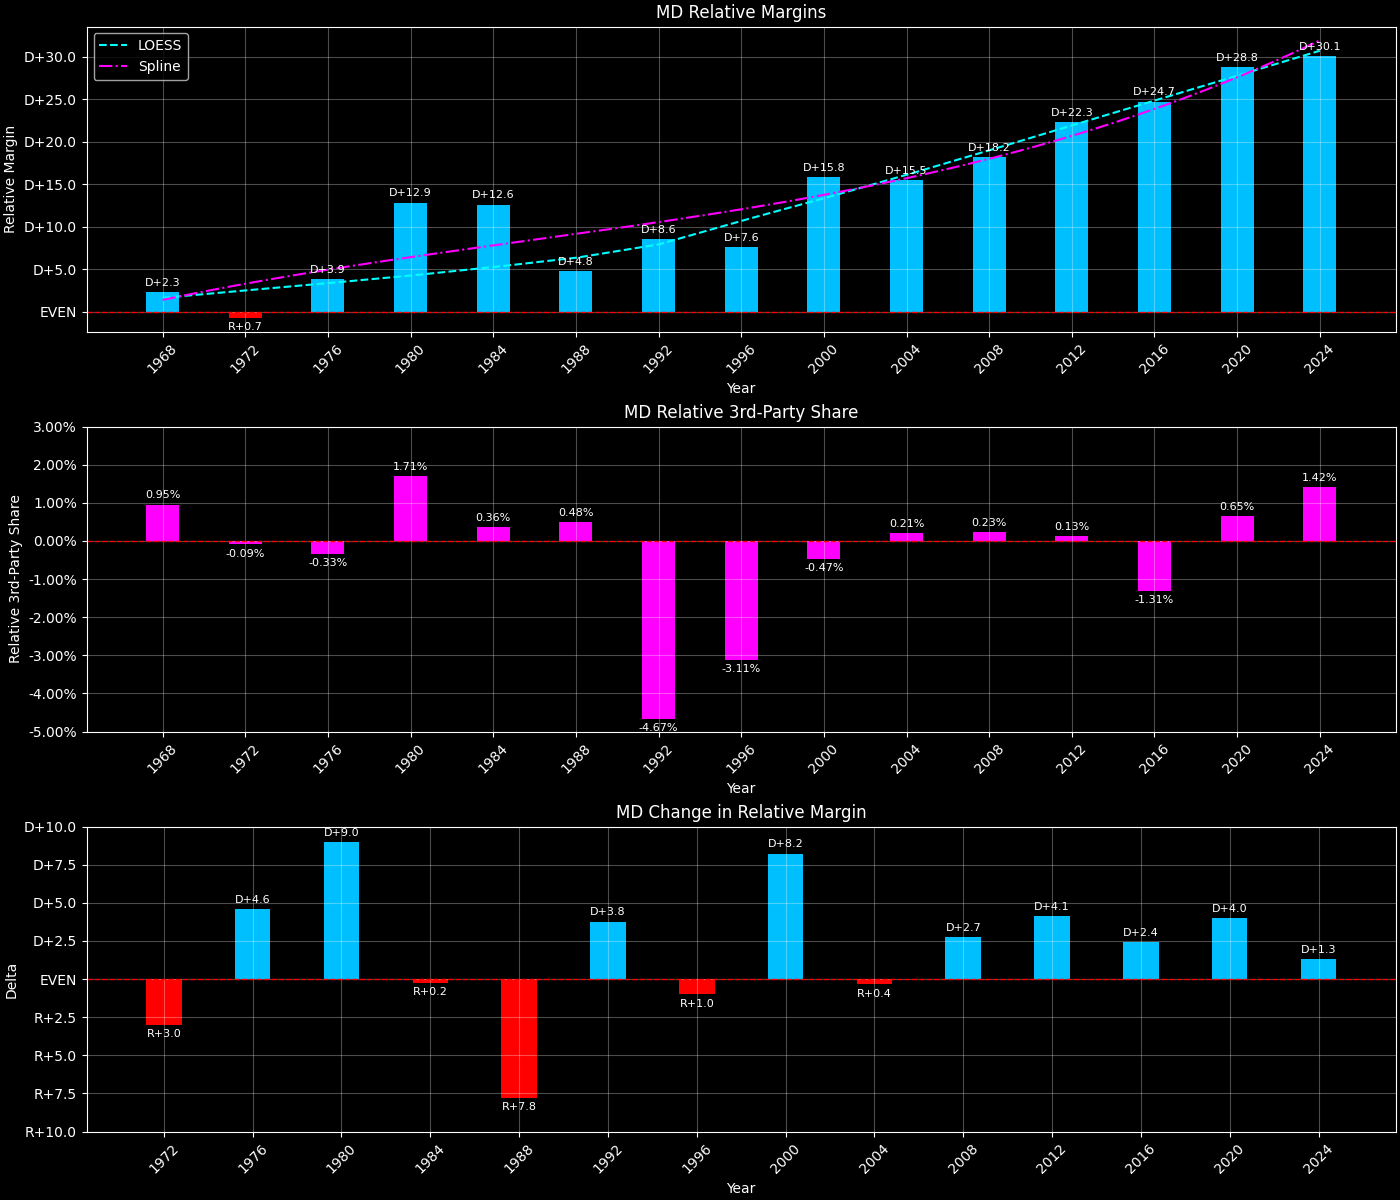 MD Relative Margins
LOESS
Spline
Relative Margin
D+30.0
D+25.0
D+20.0
D+15.0
D+10.0
D+5.0
EVEN
D+2.3
R+0.7
D+3.9
D+12.9
D+12.6
D+4.8
D+8.6
D+7.6
D+15.8
D+15.5
D+18.2
D+22.3
D+24.7
D+28.8
D+30.1
1968
1972
1976
1980
1984
1988
1992
1996
2000
2004
2008
2012
2016
2020
2024
Year
MD Relative 3rd-Party Share
Relative 3rd-Party Share
3.00%
2.00%
1.00%
0.00%
-1.00%
-2.00%
-3.00%
-4.00%
-5.00%
0.95%
-0.09%
-0.33%
1.71%
0.36%
0.48%
-4.67%
-3.11%
-0.47%
0.21%
0.23%
0.13%
-1.31%
0.65%
1.42%
1968
1972
1976
1980
1984
1988
1992
1996
2000
2004
2008
2012
2016
2020
2024
Year
MD Change in Relative Margin
Delta
D+10.0
D+7.5
D+5.0
D+2.5
EVEN
R+2.5
R+5.0
R+7.5
R+10.0
R+3.0
D+4.6
D+9.0
R+0.2
R+7.8
D+3.8
R+1.0
D+8.2
R+0.4
D+2.7
D+4.1
D+2.4
D+4.0
D+1.3
1972
1976
1980
1984
1988
1992
1996
2000
2004
2008
2012
2016
2020
2024
Year